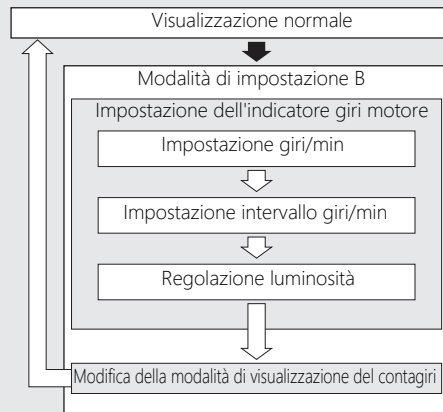 Visualizzazione normale
Modalità di impostazione B
Impostazione dell'indicatore giri motore
Impostazione giri/min
Impostazione intervallo giri/min
Regolazione luminosità
Modifica della modalità di visualizzazione del contagiri